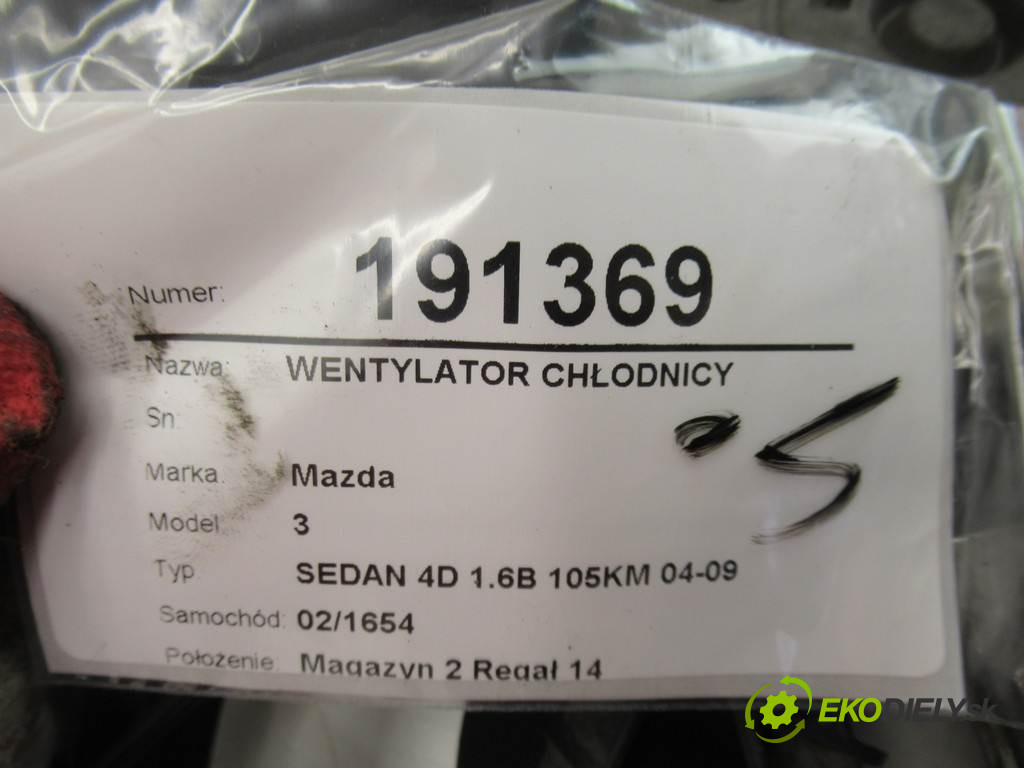 Numer: 191369
Nazwa: WENTYLATOR CHŁODNICY
Sn:
Marka: Mazda
Model: 3
Typ SEDAN 4D 1.6B 105KM 04-09
Samochód: 02/1654
Położenie: Magazyn 2 Regał 14
EKODIELY.sk